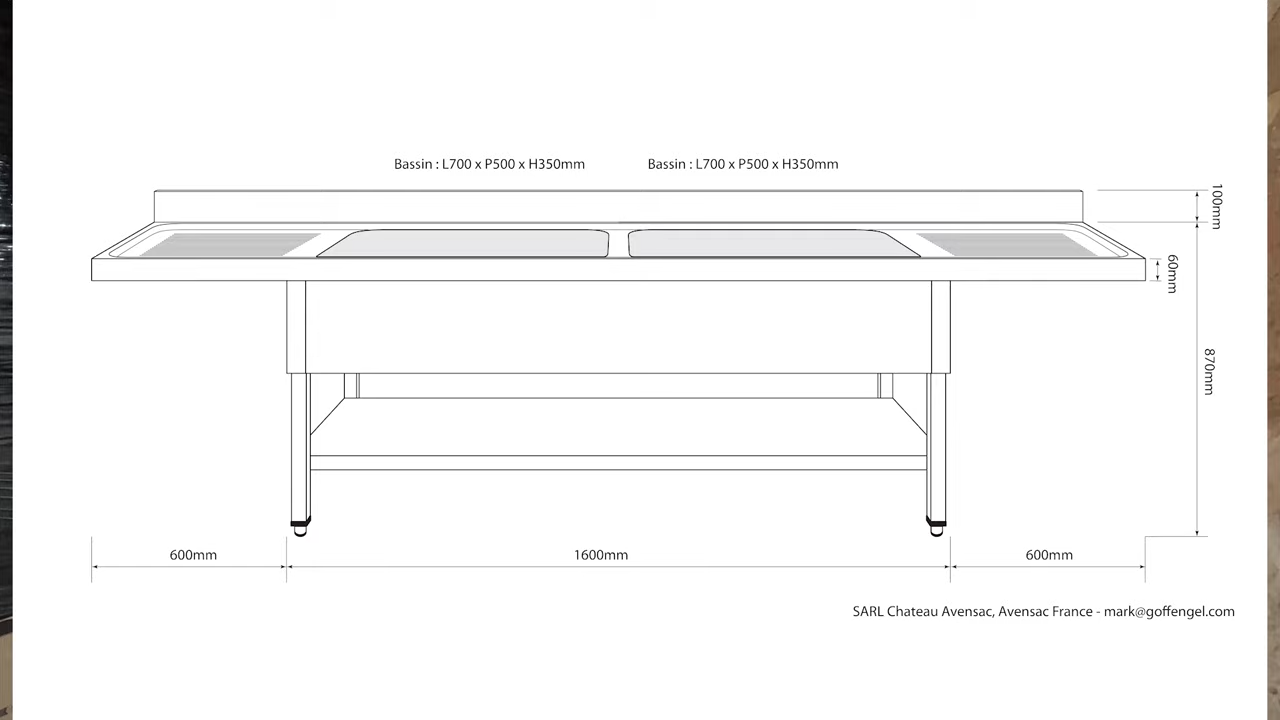 Bassin : L700 x P500 x H350mm
Bassin : L700 x P500 x H350mm
100mm
60mm
870mm
600mm
1600mm
600mm
SARL Chateau Avensac, Avensac France - mark@goffengel.com